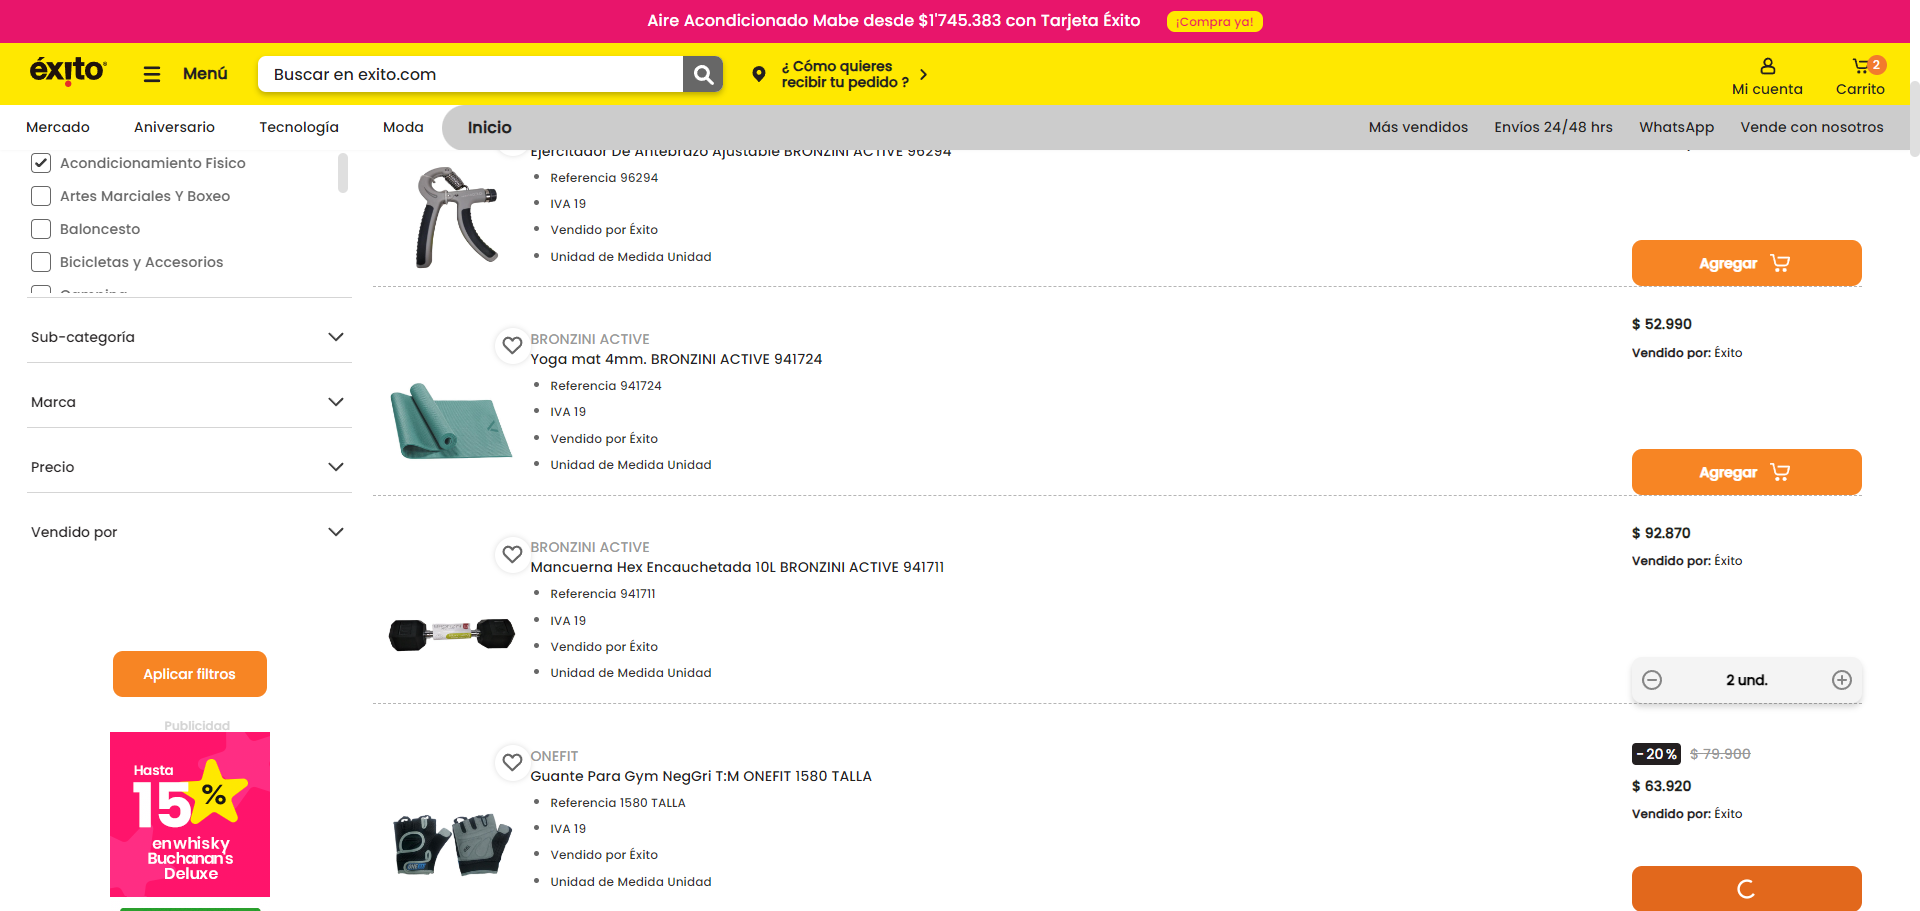 Aire Acondicionado Mabe desde $1'745.383 con Tarjeta Éxito
¡Compra ya!
éxito
Menú
Buscar en exito.com
¿ Cómo quieres
recibir tu pedido ?
Mi cuenta
2
Carrito
Mercado
Aniversario
Tecnología
Moda
Inicio
Más vendidos
Envíos 24/48 hrs
WhatsApp
Vende con nosotros
Acondicionamiento Fisico
Artes Marciales Y Boxeo
Baloncesto
Bicicletas y Accesorios
Sub-categoría
Marca
Precio
Vendido por
Aplicar filtros
Publicidad
Hasta
15%
en whisky
Buchanan's
Deluxe
Ejercitador De Antebrazo Ajustable BRONZINI ACTIVE 96294
Referencia 96294
IVA 19
Vendido por Éxito
Unidad de Medida Unidad
Agregar
BRONZINI ACTIVE
Yoga mat 4mm. BRONZINI ACTIVE 941724
Referencia 941724
IVA 19
Vendido por Éxito
Unidad de Medida Unidad
$ 52.990
Vendido por: Éxito
Agregar
BRONZINI ACTIVE
Mancuerna Hex Encauchetada 10L BRONZINI ACTIVE 941711
Referencia 941711
IVA 19
Vendido por Éxito
Unidad de Medida Unidad
$ 92.870
Vendido por: Éxito
2 und.
ONEFIT
Guante Para Gym NegGri T:M ONEFIT 1580 TALLA
Referencia 1580 TALLA
IVA 19
Vendido por Éxito
Unidad de Medida Unidad
-20%
$ 79.900
$ 63.920
Vendido por: Éxito